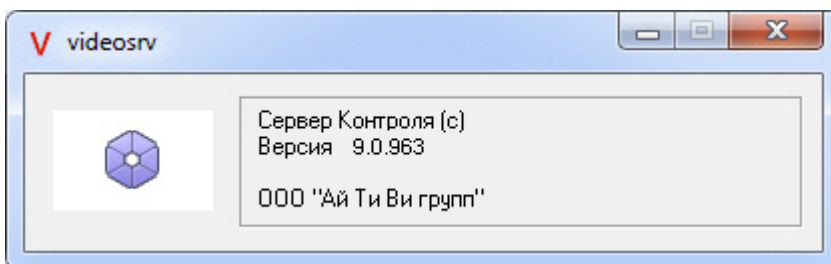 V videosrv
Сервер Контроля (c)
Версия 9.0.963
ООО "Ай Ти Ви групп"